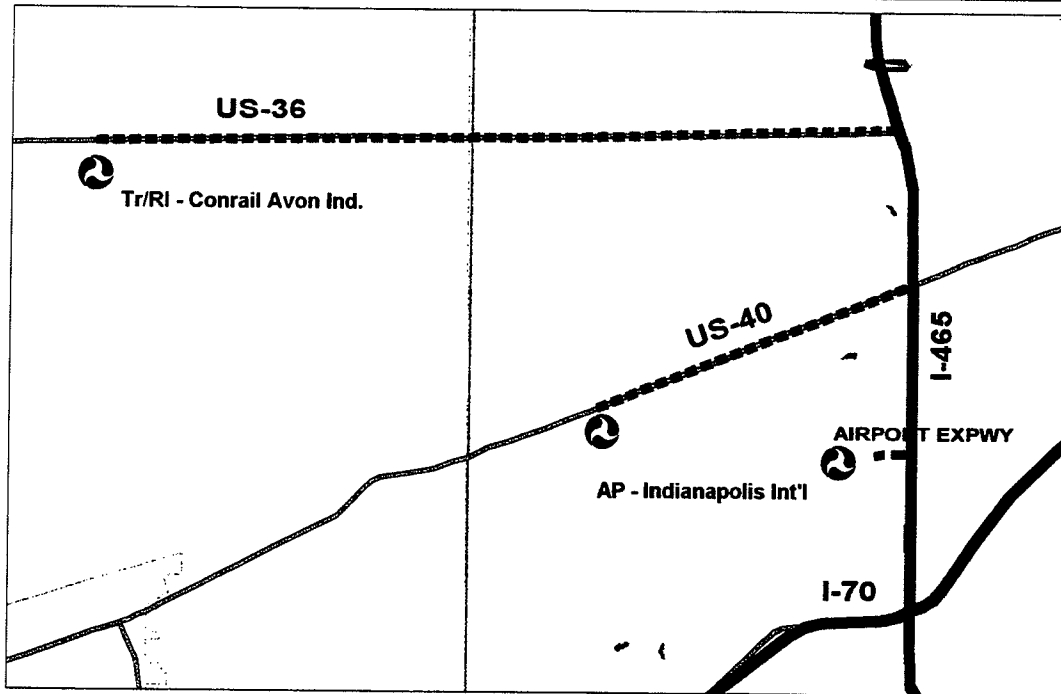 US-36
Tr/RI - Conrail Avon Ind.
US-40
I-465
AIRPORT EXPWY
AP - Indianapolis Int'l
I-70